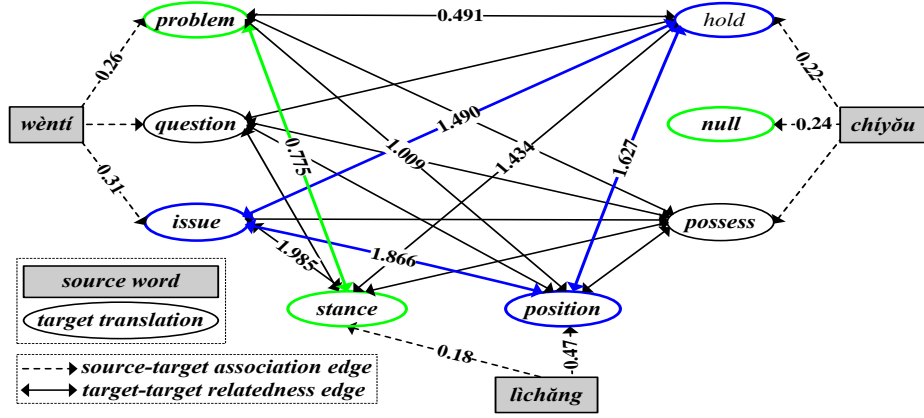 problem
0.491
hold
0.26
0.22
wèntí
question
1.490
null
0.24
chíyǒu
0.775
1.009
1.434
1.627
0.31
issue
possess
1.985
1.866
source word
target translation
stance
position
source-target association edge
target-target relatedness edge
0.18
0.47
lìchǎng